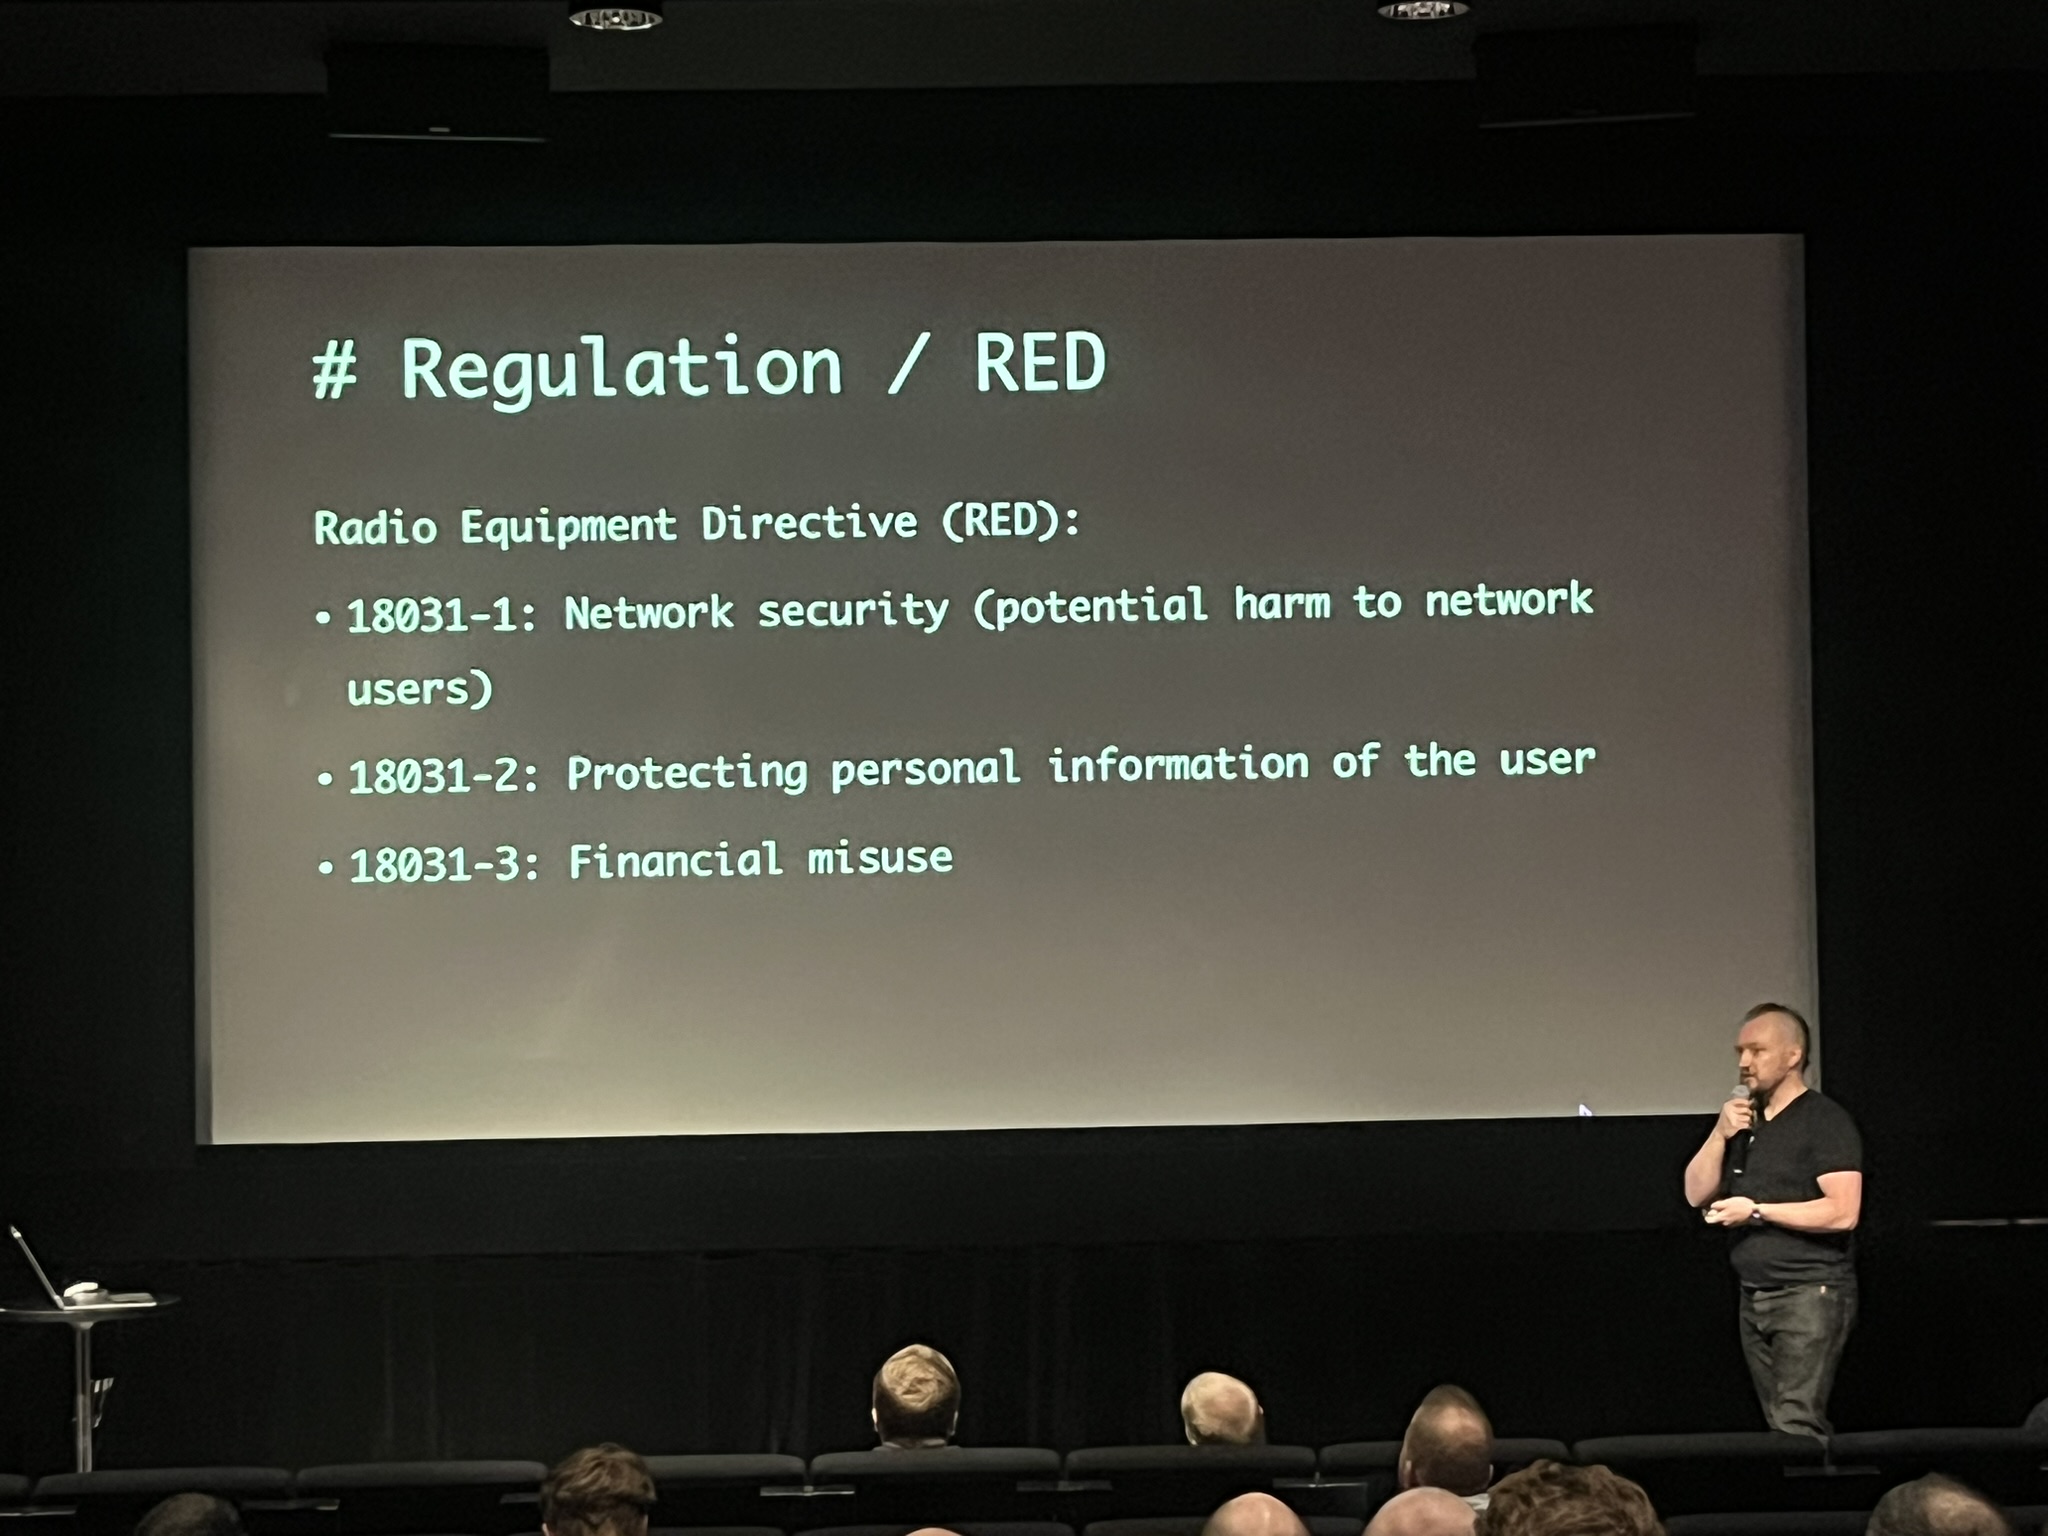 # Regulation / RED
Radio Equipment Directive (RED):
• 18031-1: Network security (potential harm to network
users)
• 18031-2: Protecting personal information of the user
• 18031-3: Financial misuse